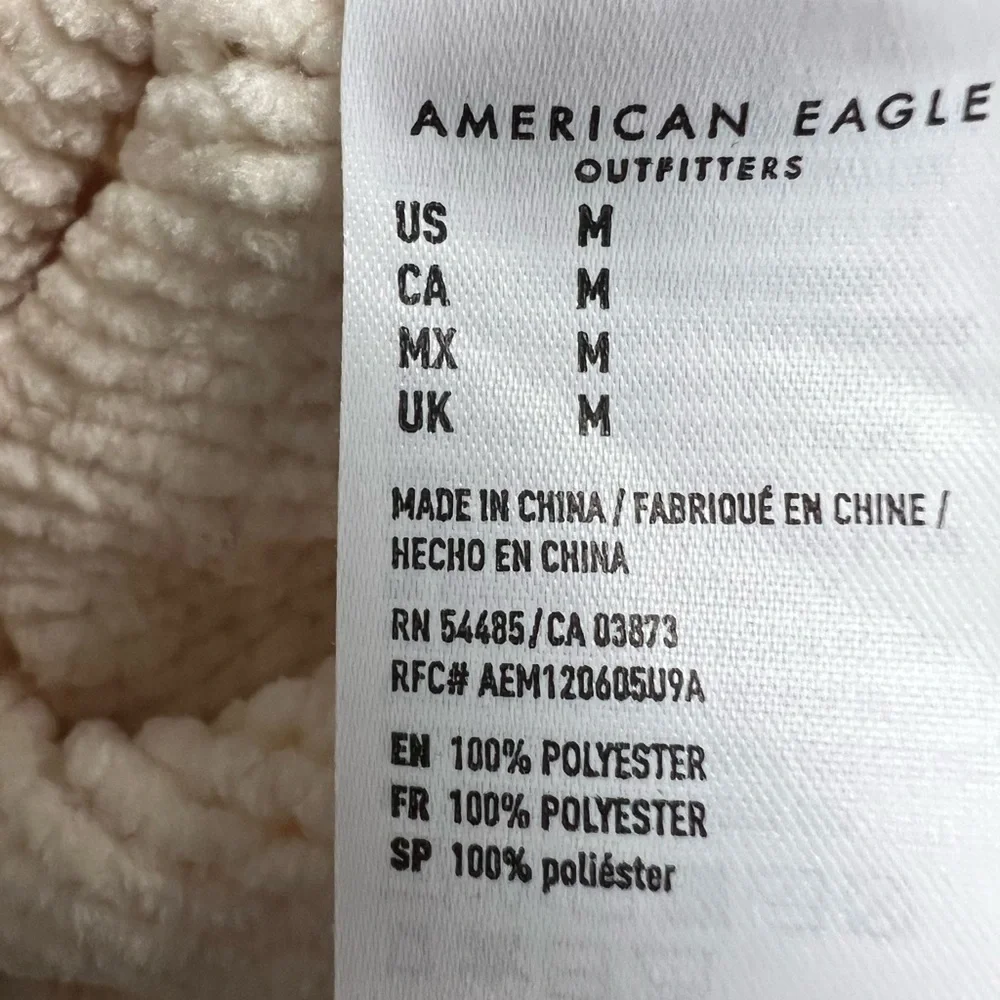 AMERICAN EAGLE
OUTFITTERS
US M
CA M
MX M
UK M
MADE IN CHINA / FABRIQUÉ EN CHINE /
HECHO EN CHINA
RN 54485/CA 03873
RFC# AEM120605U9A
EN 100% POLYESTER
FR 100% POLYESTER
SP 100% poliéster